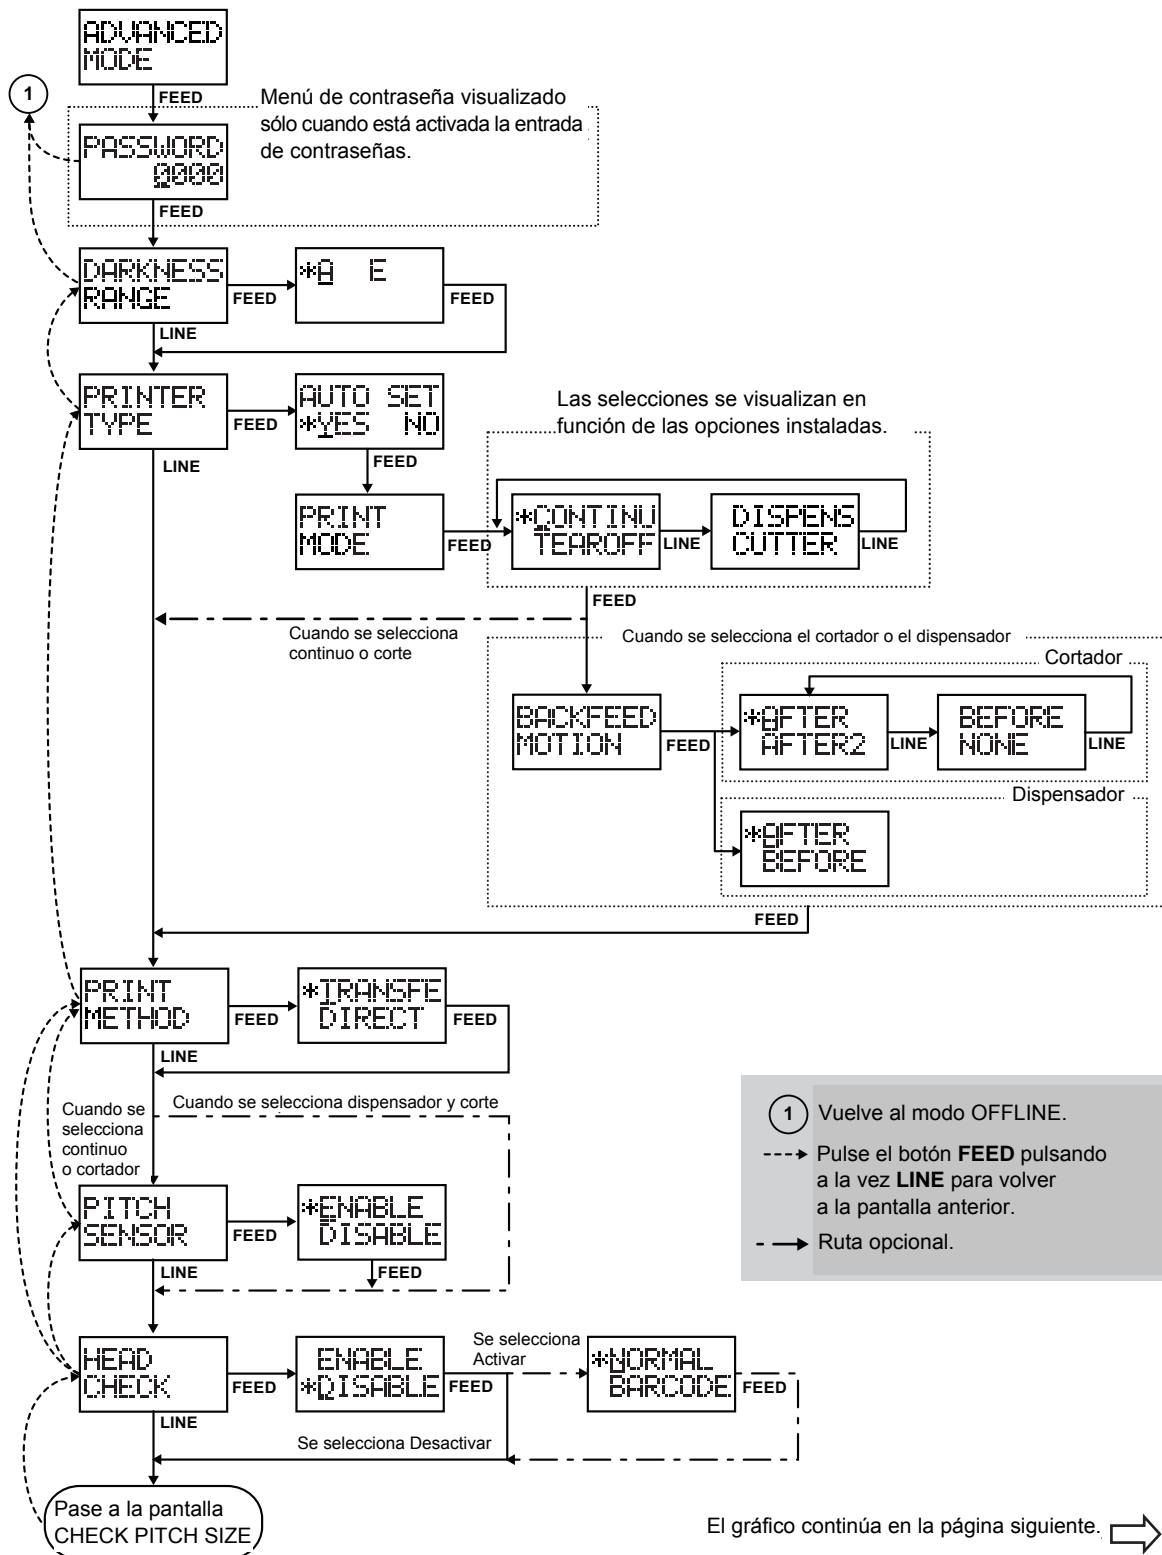 ADVANCED
MODE
1
FEED
Menú de contraseña visualizado
sólo cuando está activada la entrada
de contraseñas.
PASSWORD
0000
FEED
DARKNESS
RANGE
FEED
*A E
FEED
LINE
PRINTER
TYPE
FEED
AUTO SET
*YES NO
FEED
LINE
Las selecciones se visualizan en
función de las opciones instaladas.
PRINT
MODE
FEED
*CONTINU
TEAROFF
LINE
DISPENS
CUTTER
LINE
FEED
Cuando se selecciona
continuo o corte
Cuando se selecciona el cortador o el dispensador
Cortador
BACKFEED
MOTION
FEED
*AFTER
AFTER2
LINE
BEFORE
NONE
LINE
Dispensador
*AFTER
BEFORE
FEED
PRINT
METHOD
FEED
*TRANSFE
DIRECT
FEED
LINE
Cuando se
selecciona
continuo
o cortador
Cuando se selecciona dispensador y corte
PITCH
SENSOR
FEED
*ENABLE
DISABLE
FEED
LINE
1 Vuelve al modo OFFLINE.
Pulse el botón FEED pulsando
a la vez LINE para volver
a la pantalla anterior.
Ruta opcional.
HEAD
CHECK
FEED
ENABLE
*DISABLE
FEED
Se selecciona
Activar
*NORMAL
BARCODE
FEED
LINE
Se selecciona Desactivar
Pase a la pantalla
CHECK PITCH SIZE
El gráfico continúa en la página siguiente.